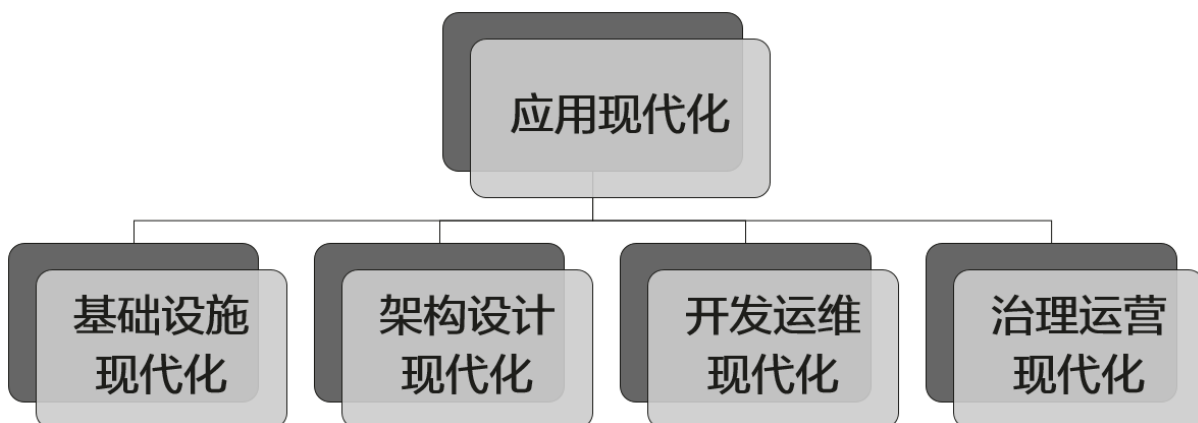 应用现代化
基础设施
现代化
架构设计
现代化
开发运维
现代化
治理运营
现代化